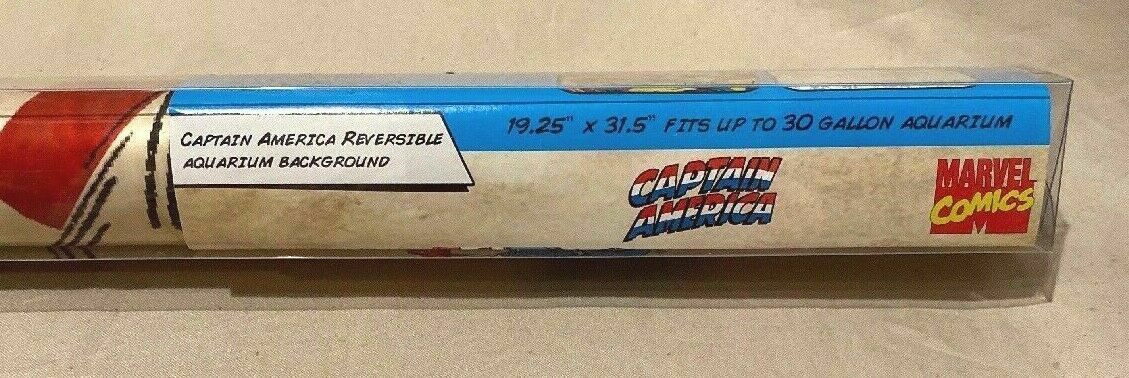 CAPTAIN AMERICA REVERSIBLE
AQUARIUM BACKGROUND
19.25" X 31.5" FITS UP TO 30 GALLON AQUARIUM
CAPTAIN
AMERICA
MARVEL
COMICS